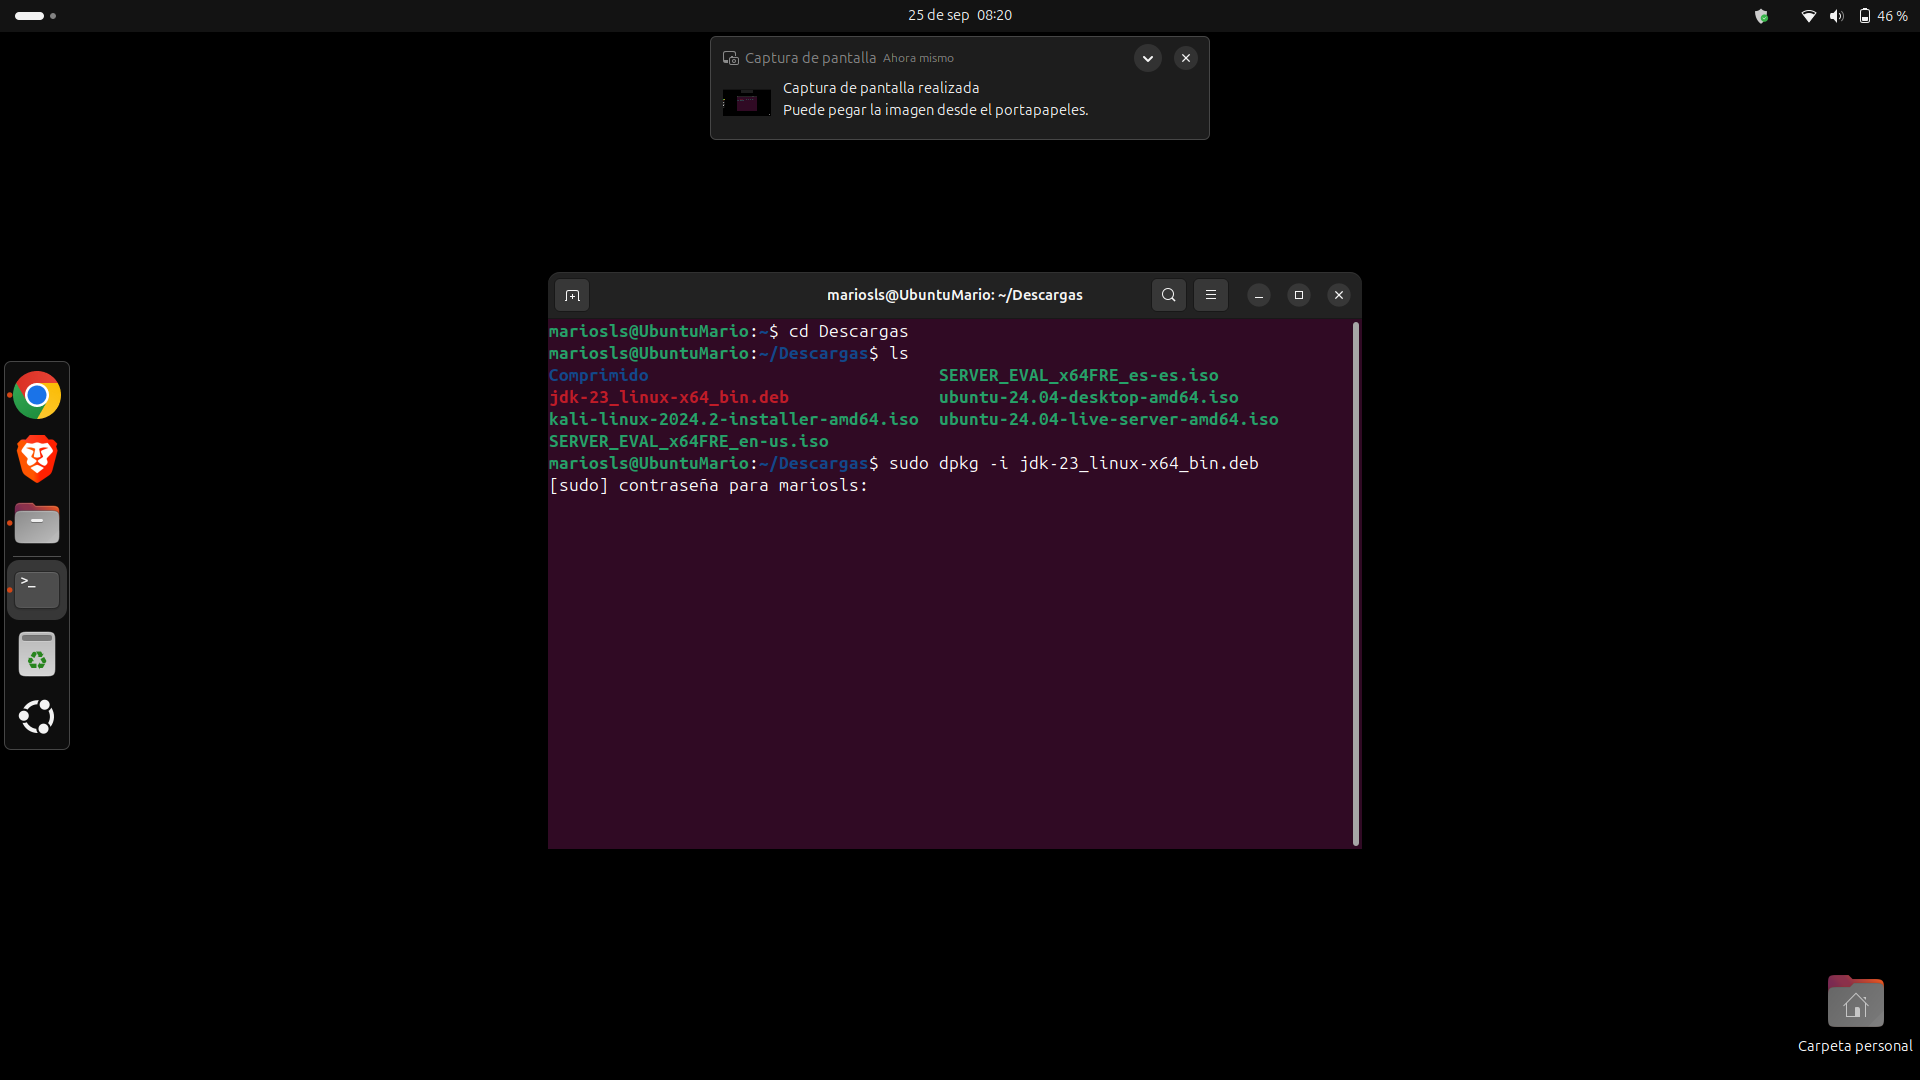 25 de sep 08:20
46 %
Captura de pantalla Ahora mismo
Captura de pantalla realizada
Puede pegar la imagen desde el portapapeles.
mariosls@UbuntuMario: ~/Descargas
mariosls@UbuntuMario:~$ cd Descargas
mariosls@UbuntuMario:~/Descargas$ ls
Comprimido SERVER_EVAL_x64FRE_es-es.iso
jdk-23_linux-x64_bin.deb ubuntu-24.04-desktop-amd64.iso
kali-linux-2024.2-installer-amd64.iso ubuntu-24.04-live-server-amd64.iso
SERVER_EVAL_x64FRE_en-us.iso
mariosls@UbuntuMario:~/Descargas$ sudo dpkg -i jdk-23_linux-x64_bin.deb
[sudo] contraseña para mariosls:
>_
Carpeta personal